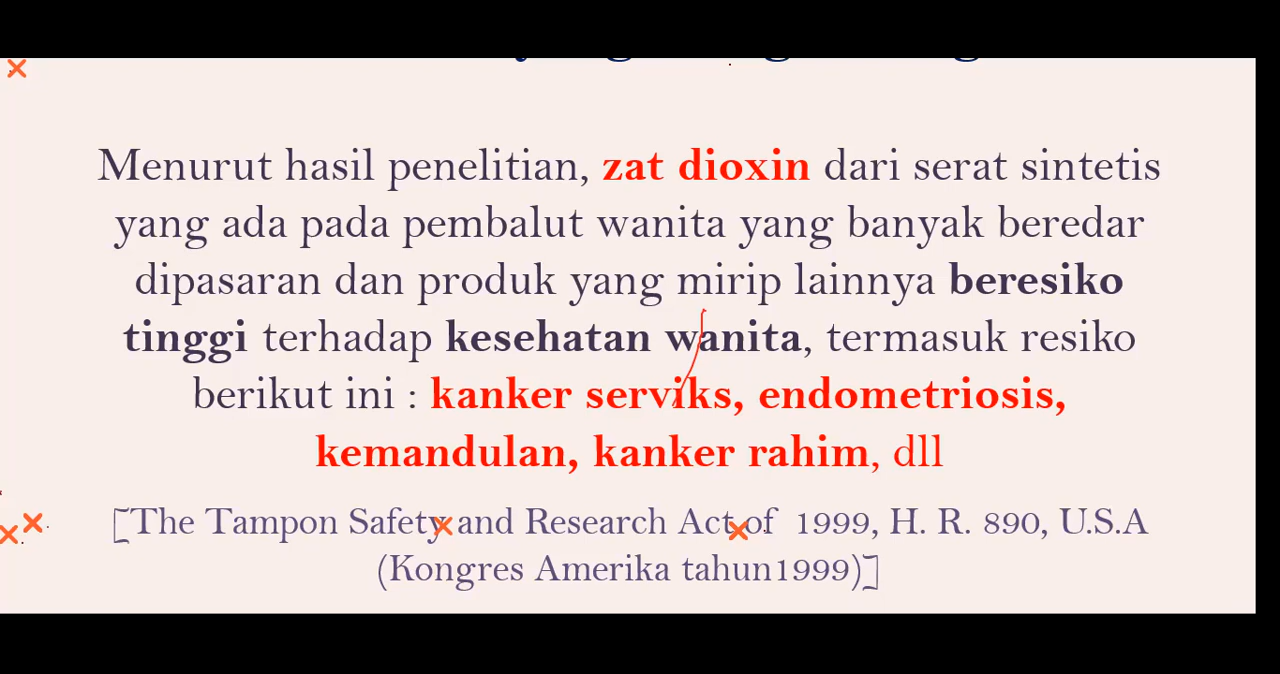 Menurut hasil penelitian, zat dioxin dari serat sintetis
yang ada pada pembalut wanita yang banyak beredar
dipasaran dan produk yang mirip lainnya beresiko
tinggi terhadap kesehatan wanita, termasuk resiko
berikut ini : kanker serviks, endometriosis,
kemandulan, kanker rahim, dll
[The Tampon Safety and Research Act of 1999, H. R. 890, U.S.A
(Kongres Amerika tahun1999)]